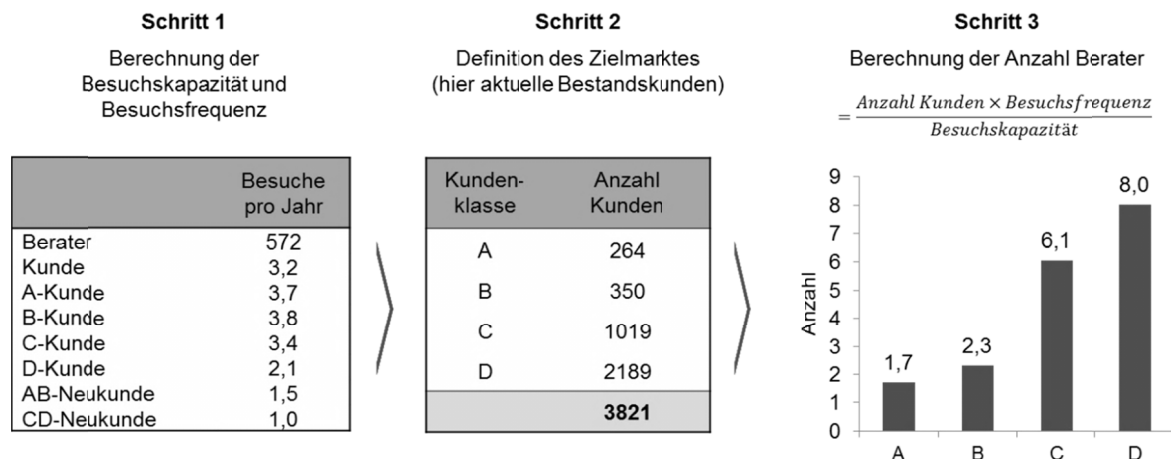 Schritt 1
Berechnung der
Besuchskapazität und
Besuchsfrequenz
Besuche
pro Jahr
Berater 572
Kunde 3,2
A-Kunde 3,7
B-Kunde 3,8
C-Kunde 3,4
D-Kunde 2,1
AB-Neukunde 1,5
CD-Neukunde 1,0
Schritt 2
Definition des Zielmarktes
(hier aktuelle Bestandskunden)
Kunden- Anzahl
klasse Kunden
A 264
B 350
C 1019
D 2189
3821
Schritt 3
Berechnung der Anzahl Berater
= Anzahl Kunden × Besuchsfrequenz
Besuchskapazität
Anzahl
9
8
7
6
5
4
3
2
1
0
1,7
2,3
6,1
8,0
A B C D